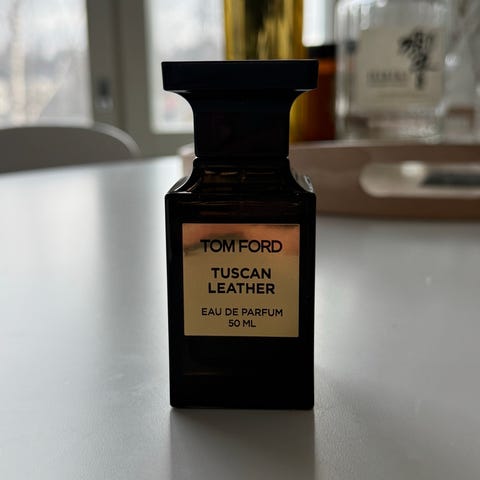 TOM FORD
TUSCAN
LEATHER
EAU DE PARFUM
50 ML